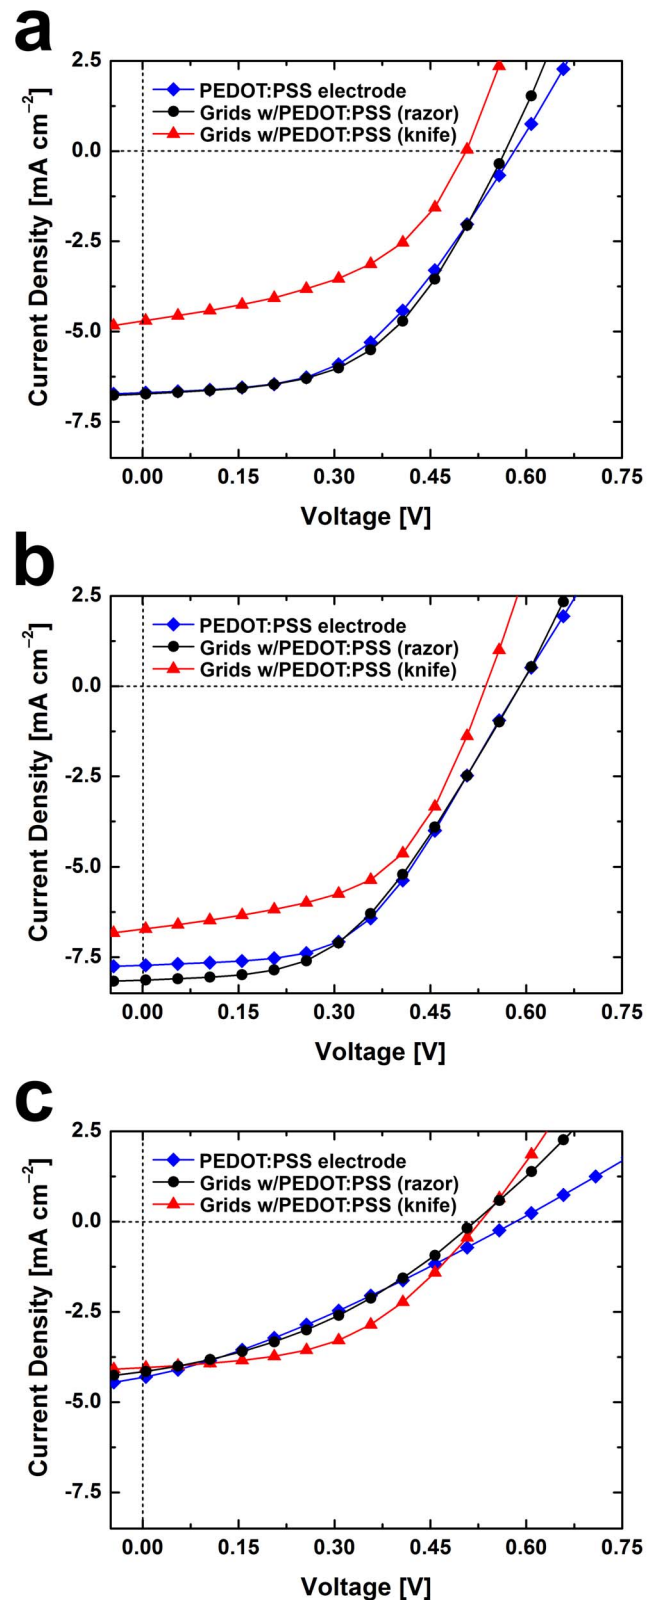 a
2.5
PEDOT:PSS electrode
Grids w/PEDOT:PSS (razor)
Grids w/PEDOT:PSS (knife)
0.0
-2.5
-5.0
-7.5
Current Density [mA cm⁻²]
0.00 0.15 0.30 0.45 0.60 0.75
Voltage [V]
b
2.5
PEDOT:PSS electrode
Grids w/PEDOT:PSS (razor)
Grids w/PEDOT:PSS (knife)
0.0
-2.5
-5.0
-7.5
Current Density [mA cm⁻²]
0.00 0.15 0.30 0.45 0.60 0.75
Voltage [V]
c
2.5
PEDOT:PSS electrode
Grids w/PEDOT:PSS (razor)
Grids w/PEDOT:PSS (knife)
0.0
-2.5
-5.0
-7.5
Current Density [mA cm⁻²]
0.00 0.15 0.30 0.45 0.60 0.75
Voltage [V]